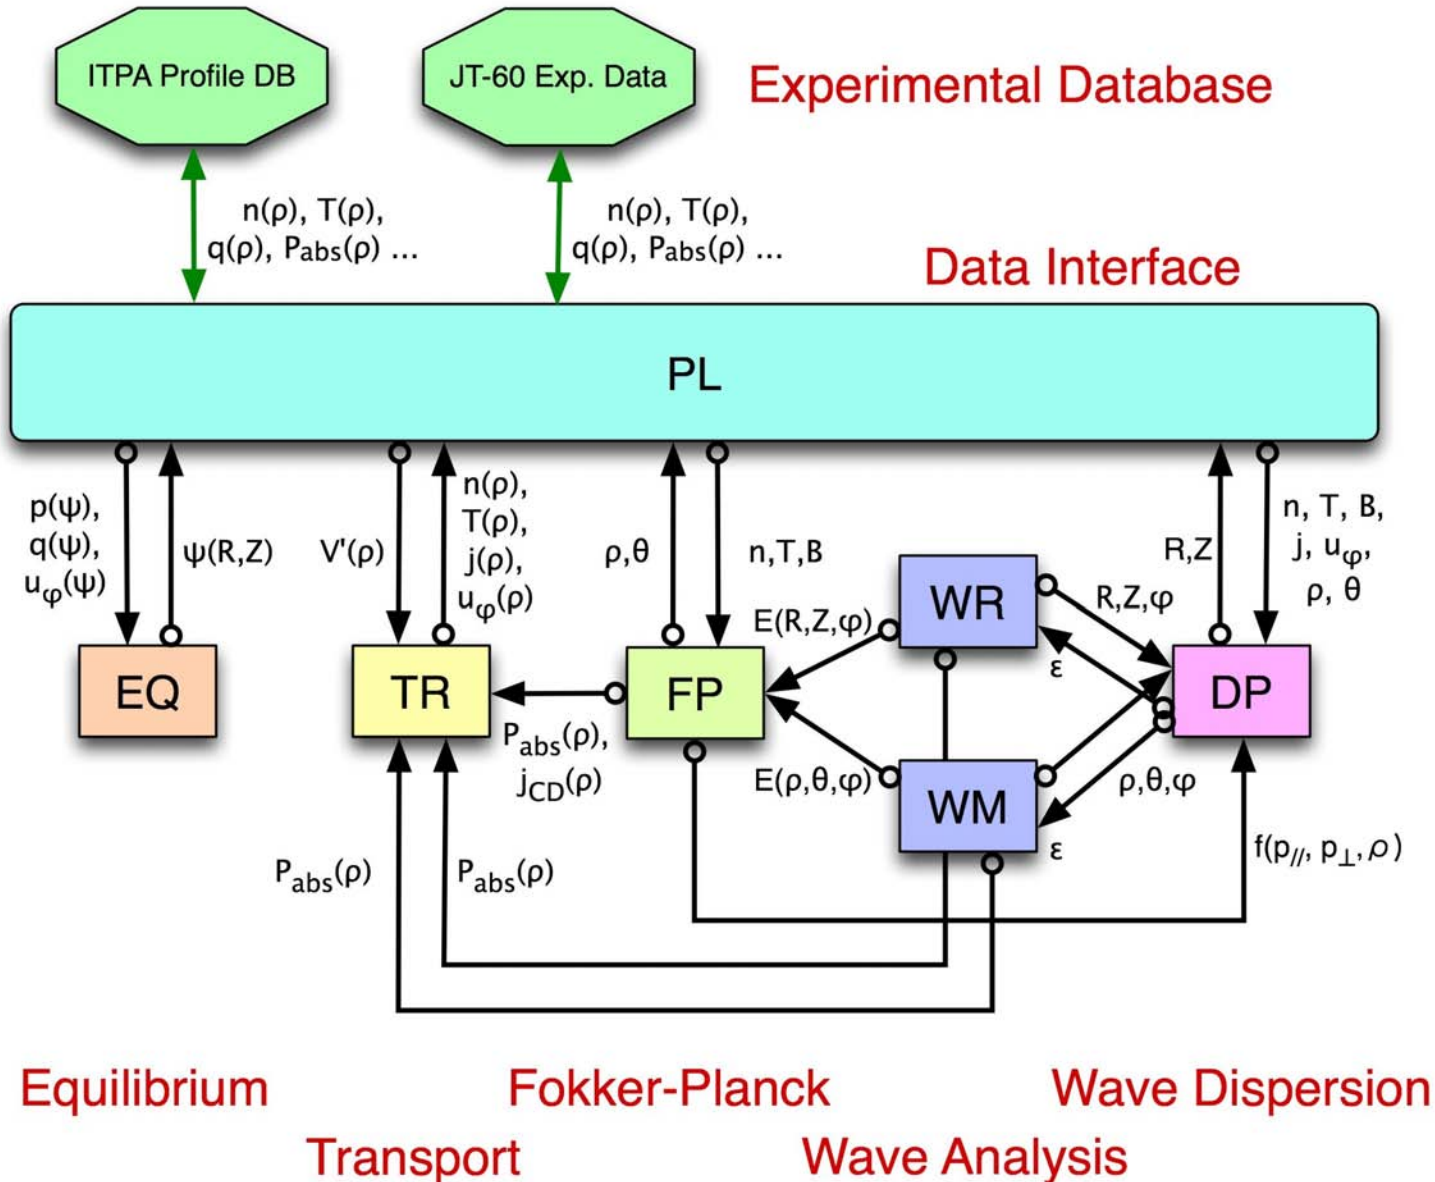 ITPA Profile DB
JT-60 Exp. Data
Experimental Database
n(ρ), T(ρ),
q(ρ), Pabs(ρ) ...
n(ρ), T(ρ),
q(ρ), Pabs(ρ) ...
Data Interface
PL
p(ψ),
q(ψ),
uφ(ψ)
ψ(R,Z)
V'(ρ)
n(ρ),
T(ρ),
j(ρ),
uφ(ρ)
ρ,θ
n,T,B
R,Z
n, T, B,
j, uφ,
ρ, θ
EQ
TR
FP
WR
DP
WM
E(R,Z,φ)
R,Z,φ
ε
Pabs(ρ),
jCD(ρ)
E(ρ,θ,φ)
ρ,θ,φ
ε
Pabs(ρ)
Pabs(ρ)
f(p//, p⊥, ρ)
Equilibrium
Fokker-Planck
Wave Dispersion
Transport
Wave Analysis